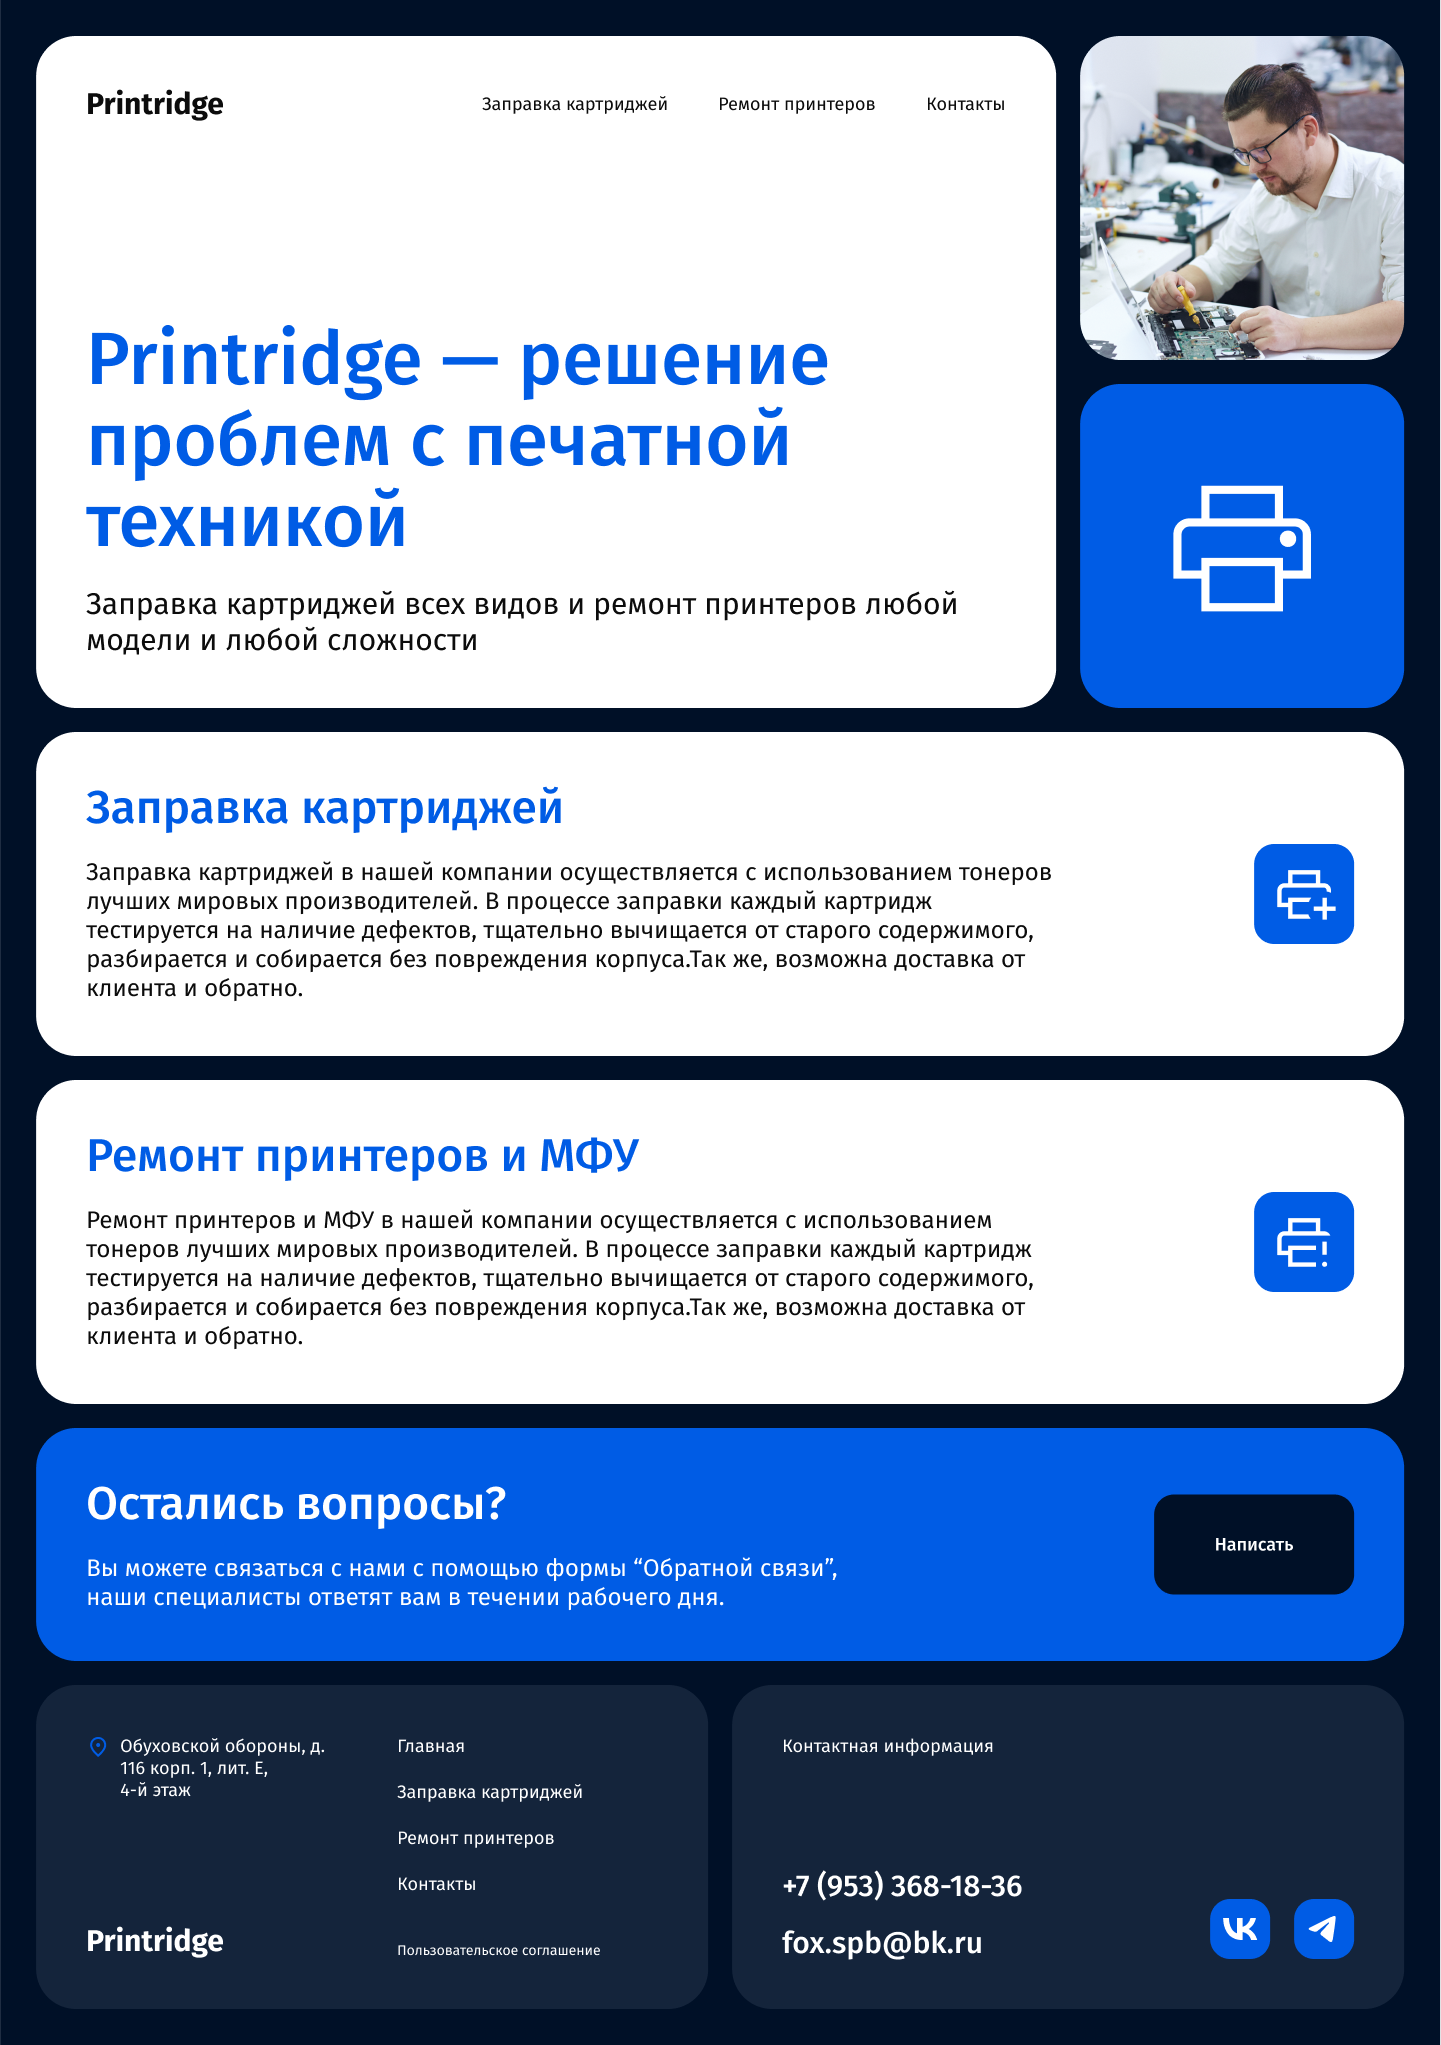 Printridge
Заправка картриджей
Ремонт принтеров
Контакты
Printridge — решение
проблем с печатной
техникой
Заправка картриджей всех видов и ремонт принтеров любой
модели и любой сложности
Заправка картриджей
Заправка картриджей в нашей компании осуществляется с использованием тонеров
лучших мировых производителей. В процессе заправки каждый картридж
тестируется на наличие дефектов, тщательно вычищается от старого содержимого,
разбирается и собирается без повреждения корпуса.Так же, возможна доставка от
клиента и обратно.
Ремонт принтеров и МФУ
Ремонт принтеров и МФУ в нашей компании осуществляется с использованием
тонеров лучших мировых производителей. В процессе заправки каждый картридж
тестируется на наличие дефектов, тщательно вычищается от старого содержимого,
разбирается и собирается без повреждения корпуса.Так же, возможна доставка от
клиента и обратно.
Остались вопросы?
Вы можете связаться с нами с помощью формы “Обратной связи”,
наши специалисты ответят вам в течении рабочего дня.
Написать
Обуховской обороны, д.
116 корп. 1, лит. Е,
4-й этаж
Printridge
Главная
Заправка картриджей
Ремонт принтеров
Контакты
Пользовательское соглашение
Контактная информация
+7 (953) 368-18-36
fox.spb@bk.ru